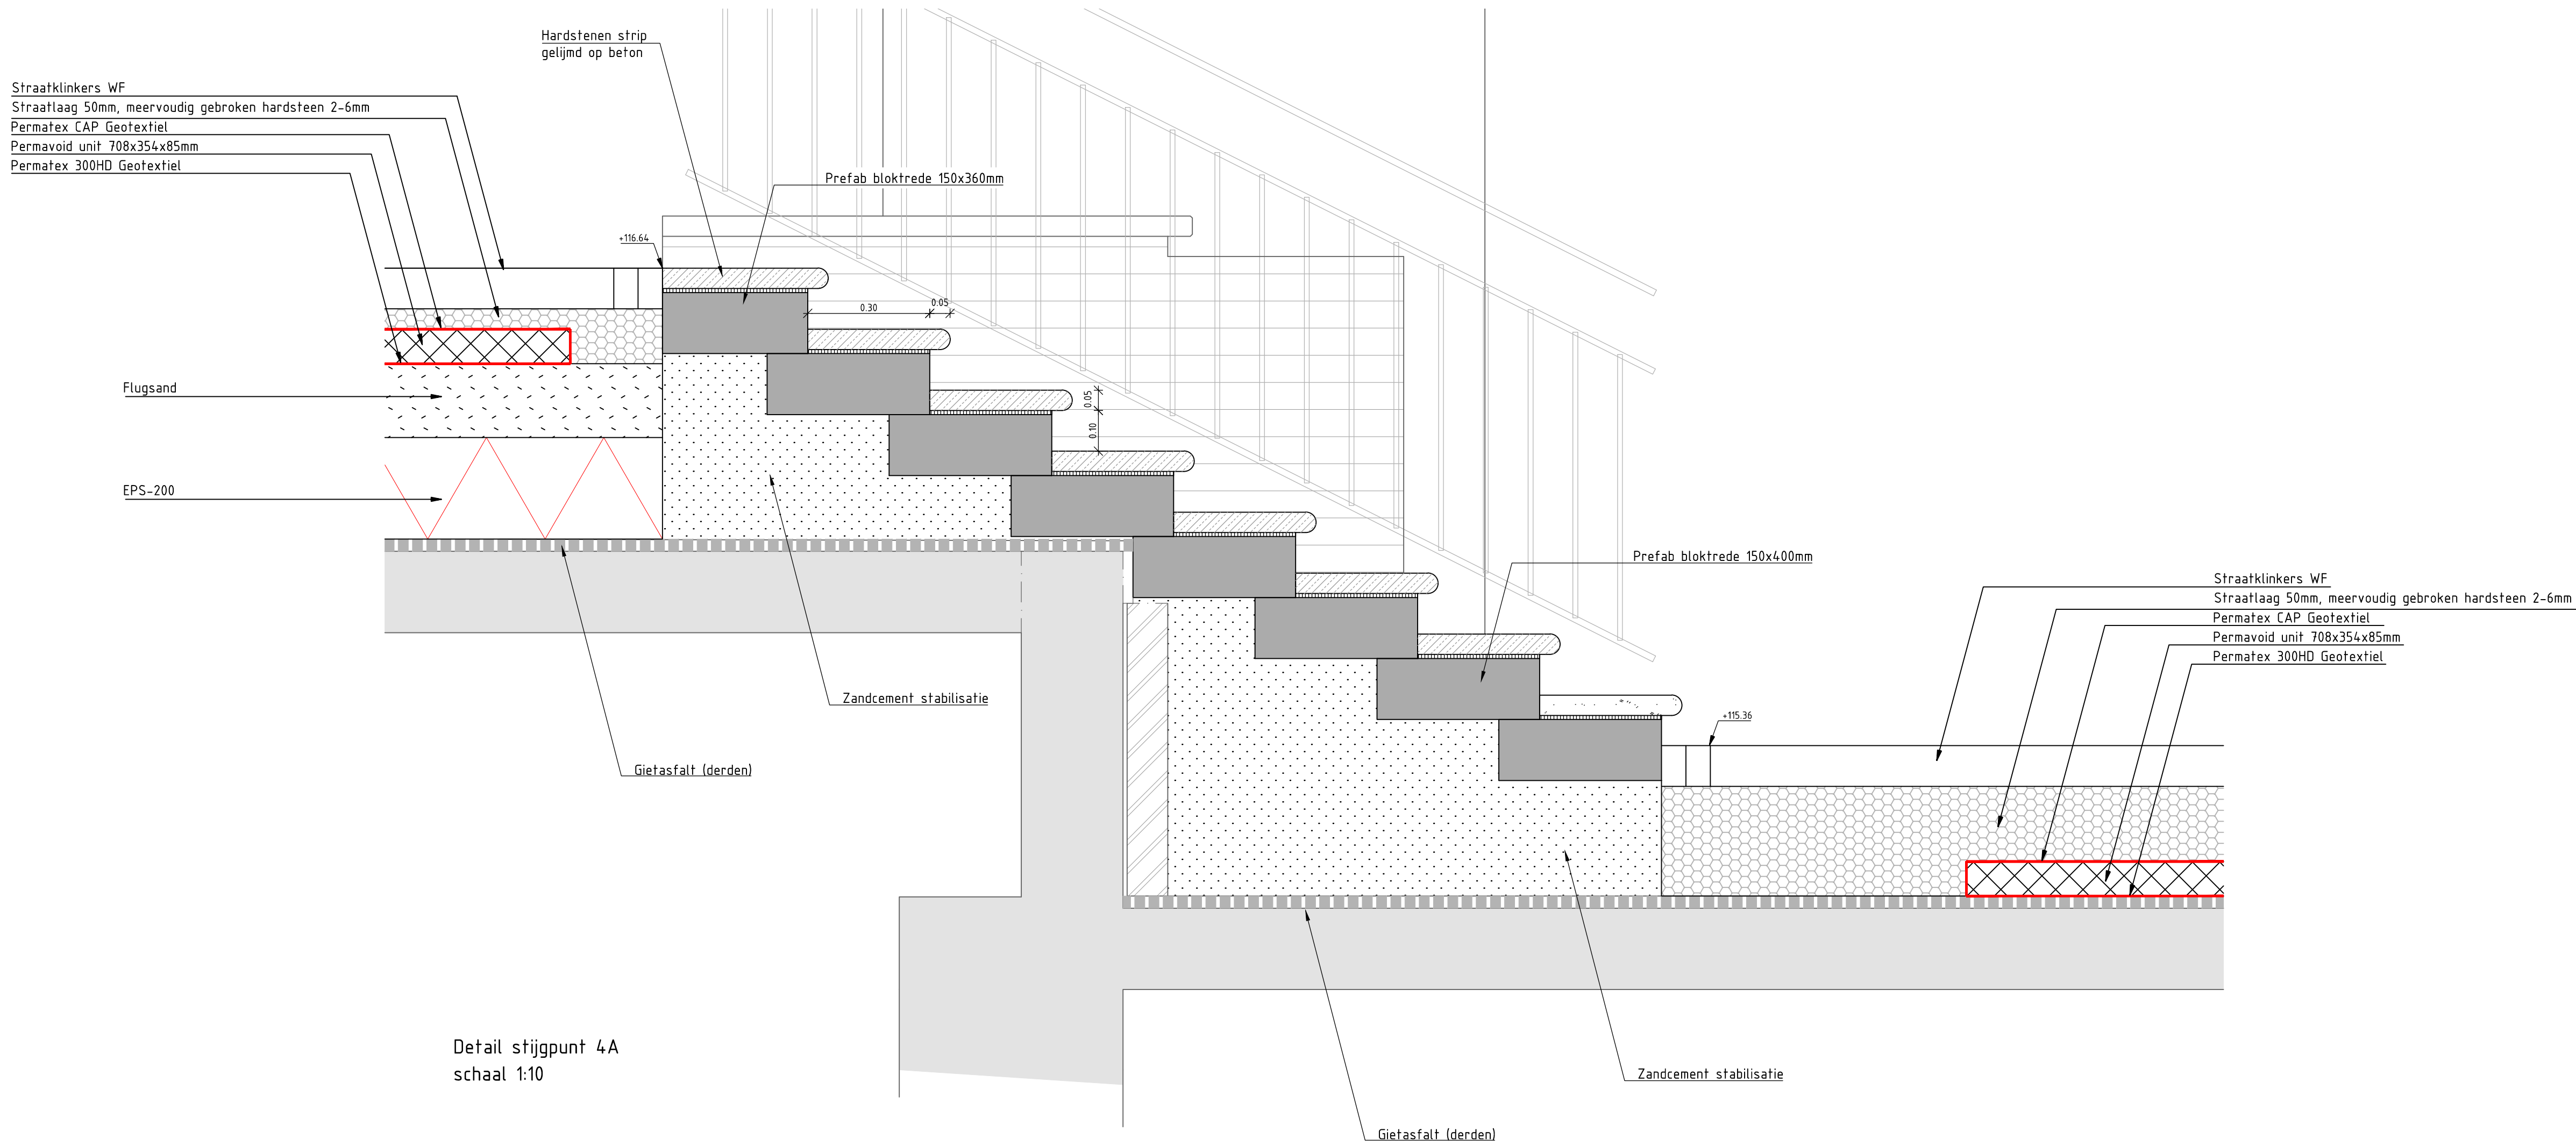 Hardstenen strip
gelijmd op beton
Straatklinkers WF
Straatlaag 50mm, meervoudig gebroken hardsteen 2-6mm
Permatex CAP Geotextiel
Permavoid unit 708x354x85mm
Permatex 300HD Geotextiel
Prefab bloktrede 150x360mm
+116.64
0.30
0.05
Flugsand
0.05
0.10
EPS-200
Prefab bloktrede 150x400mm
Straatklinkers WF
Straatlaag 50mm, meervoudig gebroken hardsteen 2-6mm
Permatex CAP Geotextiel
Permavoid unit 708x354x85mm
Permatex 300HD Geotextiel
Zandcement stabilisatie
+115.36
Gietasfalt (derden)
Detail stijgpunt 4A
schaal 1:10
Zandcement stabilisatie
Gietasfalt (derden)